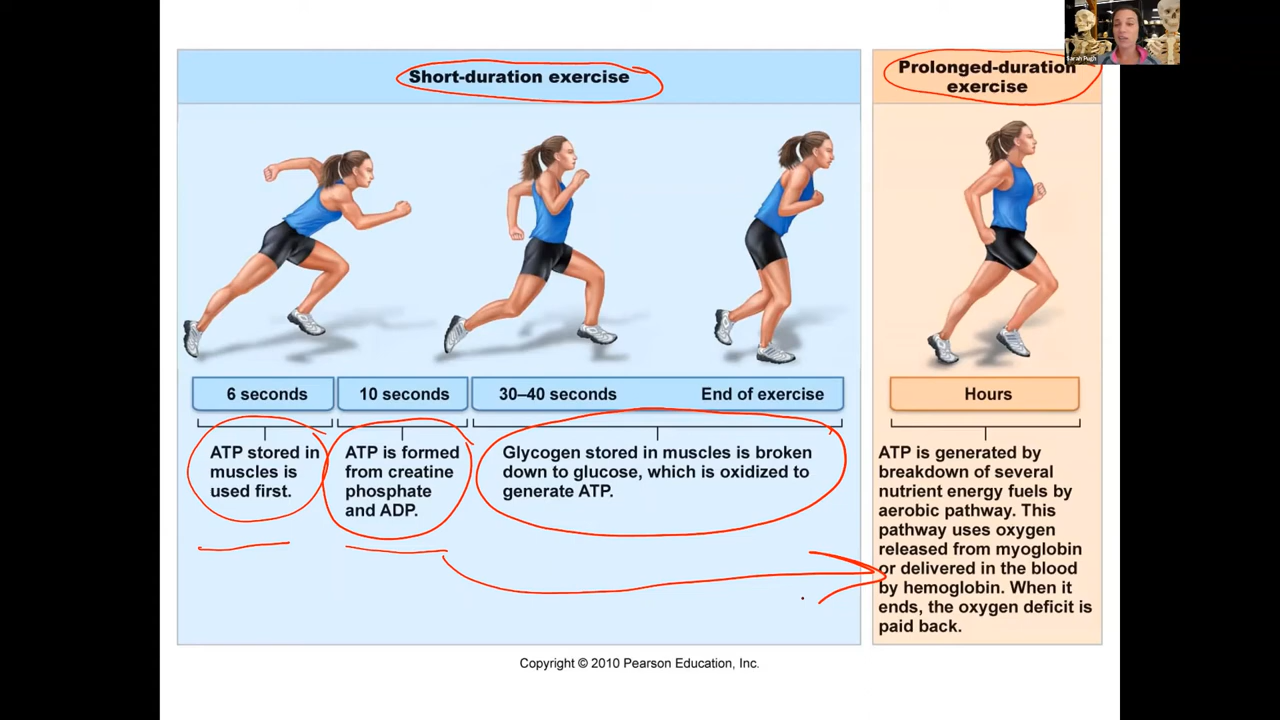 Short-duration exercise
Prolonged-duration
exercise
Sarah Pugh
6 seconds
10 seconds
30–40 seconds
End of exercise
Hours
ATP stored in
muscles is
used first.
ATP is formed
from creatine
phosphate
and ADP.
Glycogen stored in muscles is broken
down to glucose, which is oxidized to
generate ATP.
ATP is generated by
breakdown of several
nutrient energy fuels by
aerobic pathway. This
pathway uses oxygen
released from myoglobin
or delivered in the blood
by hemoglobin. When it
ends, the oxygen deficit is
paid back.
Copyright © 2010 Pearson Education, Inc.